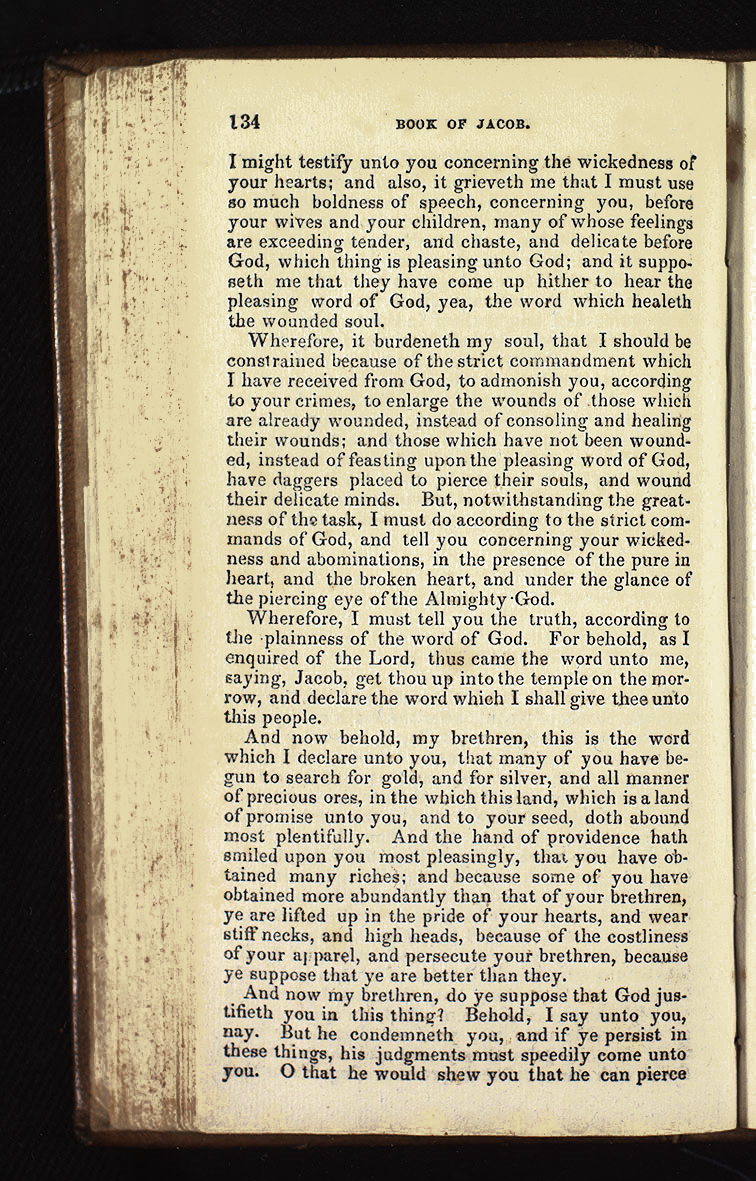 134 BOOK OF JACOB.
I might testify unto you concerning the wickedness of
your hearts; and also, it grieveth me that I must use
so much boldness of speech, concerning you, before
your wives and your children, many of whose feelings
are exceeding tender, and chaste, and delicate before
God, which thing is pleasing unto God; and it suppo-
seth me that they have come up hither to hear the
pleasing word of God, yea, the word which healeth
the wounded soul.
Wherefore, it burdeneth my soul, that I should be
constrained because of the strict commandment which
I have received from God, to admonish you, according
to your crimes, to enlarge the wounds of those which
are already wounded, instead of consoling and healing
their wounds; and those which have not been wound-
ed, instead of feasting upon the pleasing word of God,
have daggers placed to pierce their souls, and wound
their delicate minds. But, notwithstanding the great-
ness of the task, I must do according to the strict com-
mands of God, and tell you concerning your wicked-
ness and abominations, in the presence of the pure in
heart, and the broken heart, and under the glance of
the piercing eye of the Almighty God.
Wherefore, I must tell you the truth, according to
the plainness of the word of God. For behold, as I
enquired of the Lord, thus came the word unto me,
saying, Jacob, get thou up into the temple on the mor-
row, and declare the word which I shall give thee unto
this people.
And now behold, my brethren, this is the word
which I declare unto you, that many of you have be-
gun to search for gold, and for silver, and all manner
of precious ores, in the which this land, which is a land
of promise unto you, and to your seed, doth abound
most plentifully. And the hand of providence hath
smiled upon you most pleasingly, that you have ob-
tained many riches; and because some of you have
obtained more abundantly than that of your brethren,
ye are lifted up in the pride of your hearts, and wear
stiff necks, and high heads, because of the costliness
of your apparel, and persecute your brethren, because
ye suppose that ye are better than they.
And now my brethren, do ye suppose that God jus-
tifieth you in this thing? Behold, I say unto you,
nay. But he condemneth you, and if ye persist in
these things, his judgments must speedily come unto
you. O that he would shew you that he can pierce